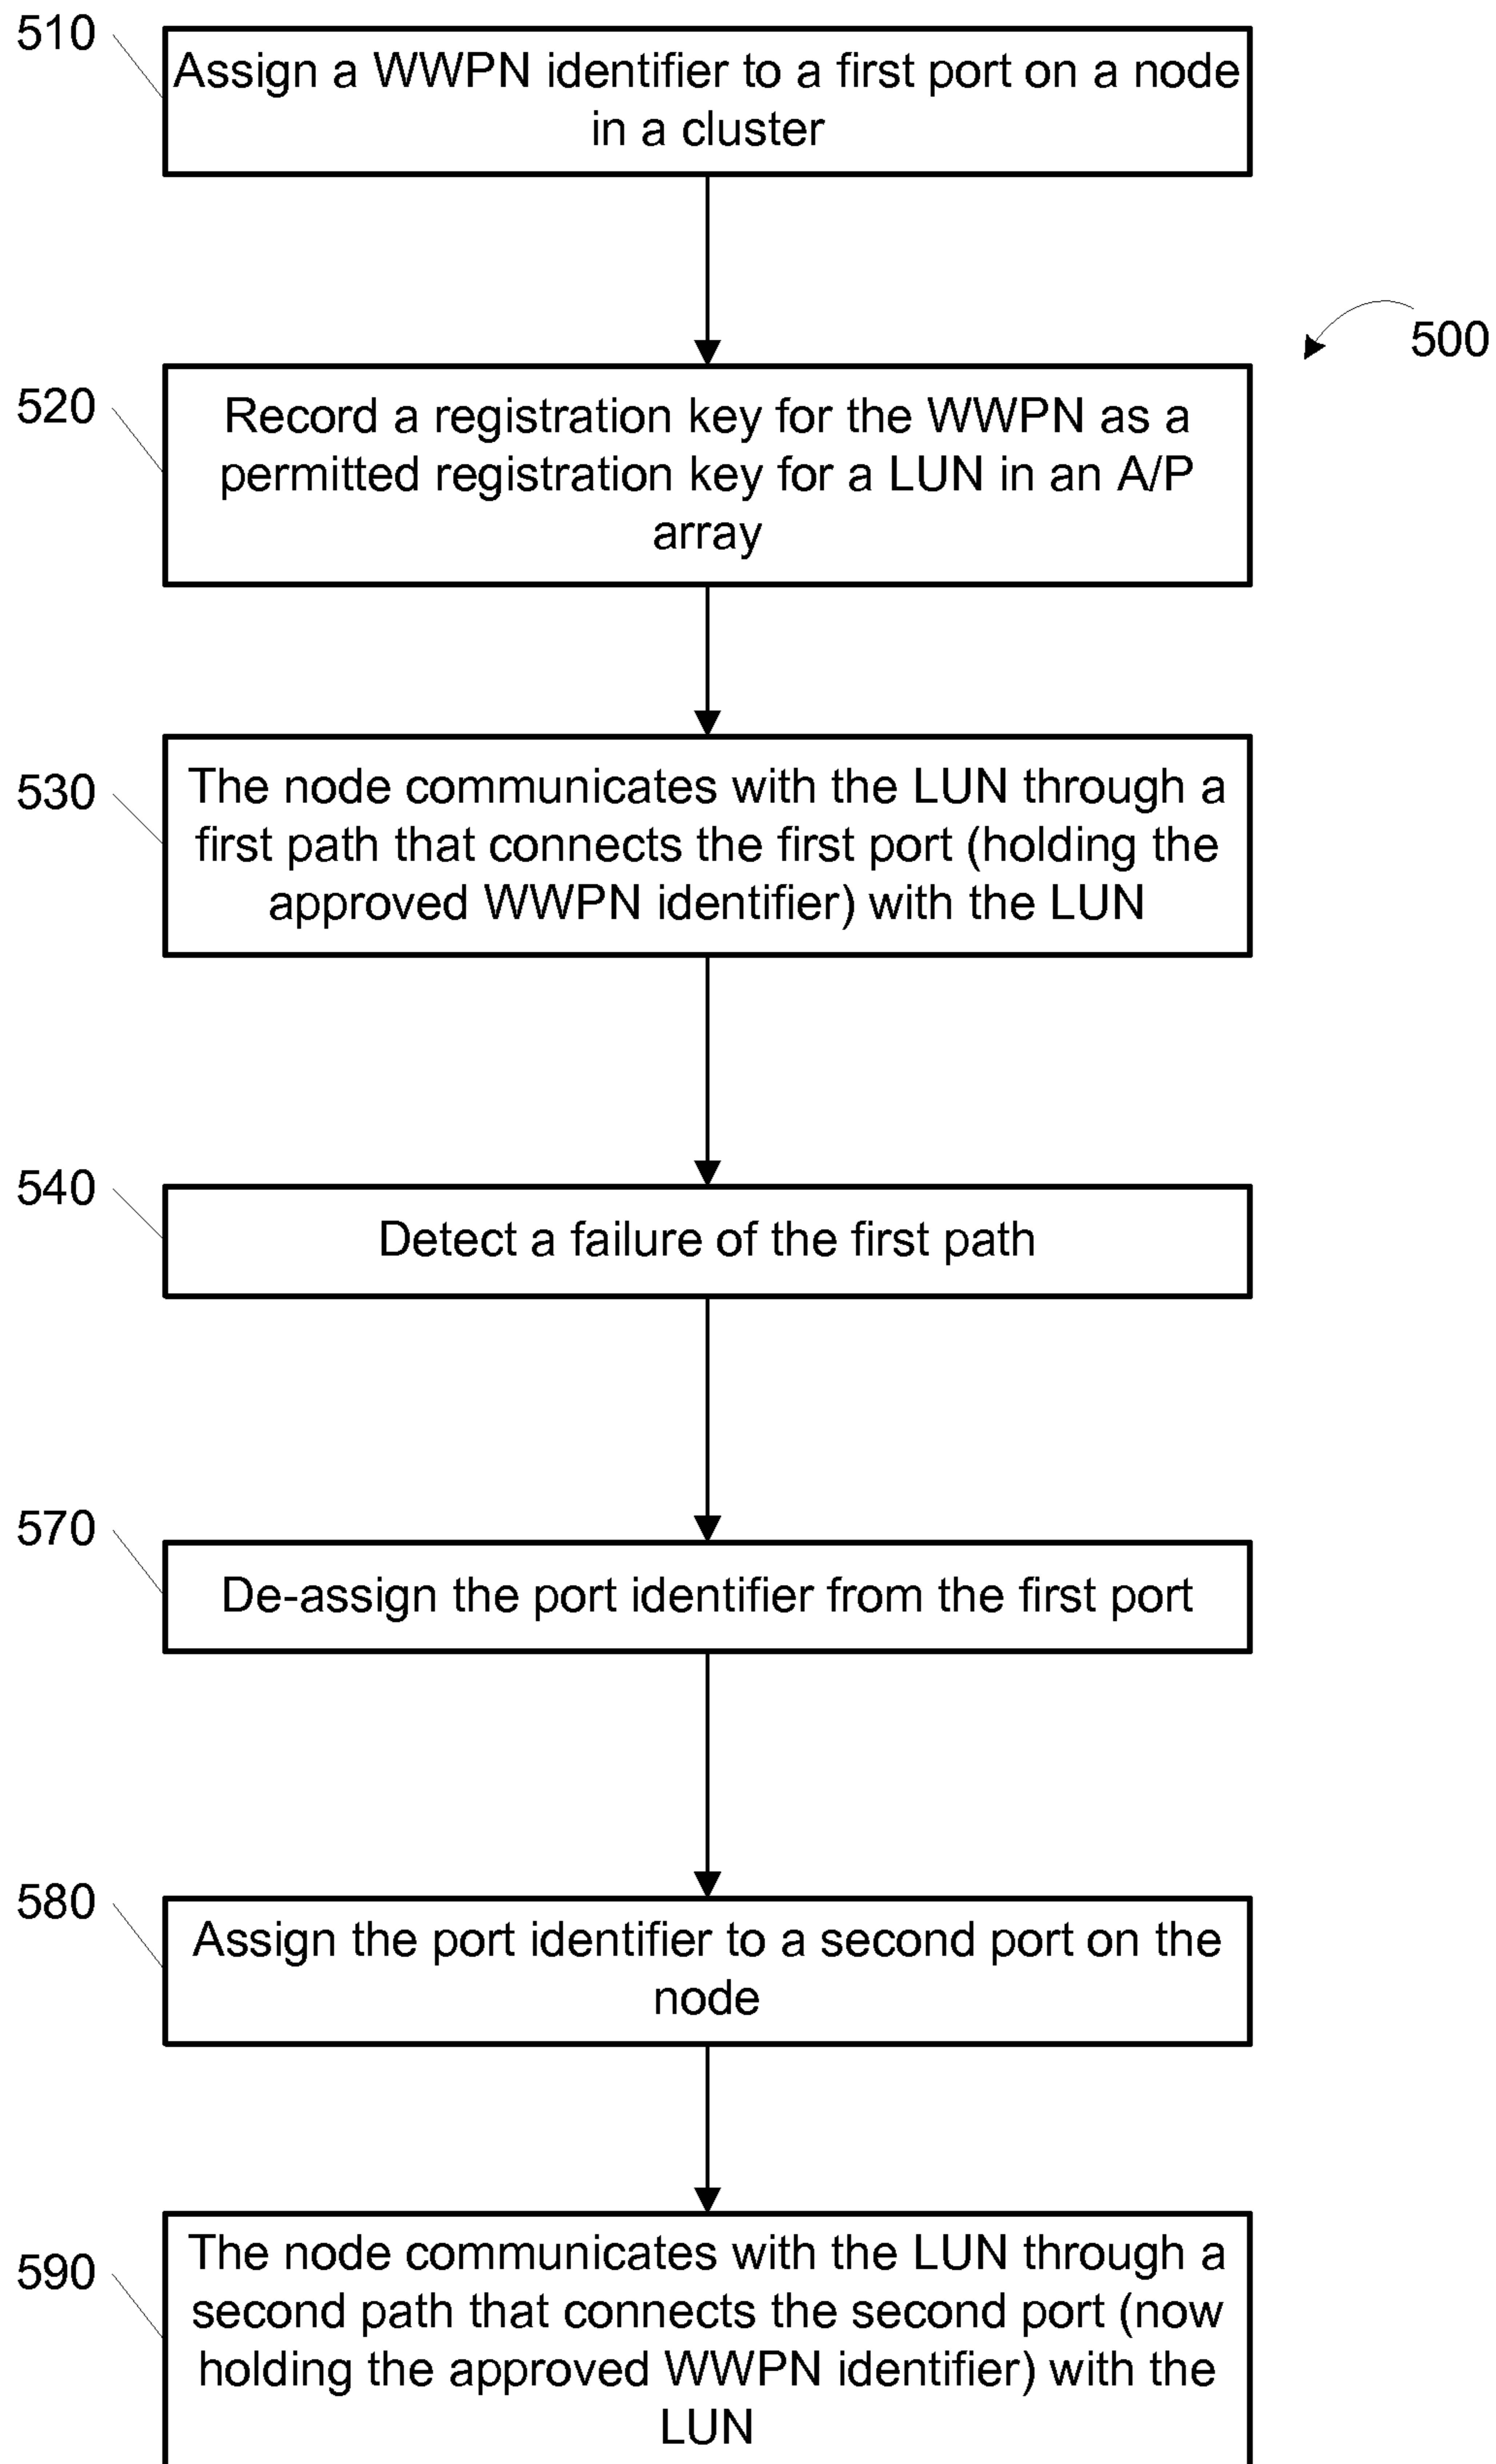 510
Assign a WWPN identifier to a first port on a node
in a cluster
500
520
Record a registration key for the WWPN as a
permitted registration key for a LUN in an A/P
array
530
The node communicates with the LUN through a
first path that connects the first port (holding the
approved WWPN identifier) with the LUN
540
Detect a failure of the first path
570
De-assign the port identifier from the first port
580
Assign the port identifier to a second port on the
node
590
The node communicates with the LUN through a
second path that connects the second port (now
holding the approved WWPN identifier) with the
LUN